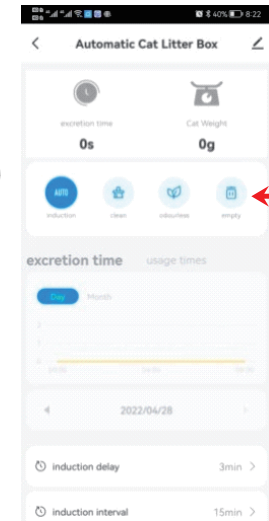 40% 8:22
Automatic Cat Litter Box
excretion time Cat Weight
0s 0g
AUTO
induction clean odourless empty
excretion time usage times
Day Month
0
2022/04/28
induction delay 3min
induction interval 15min